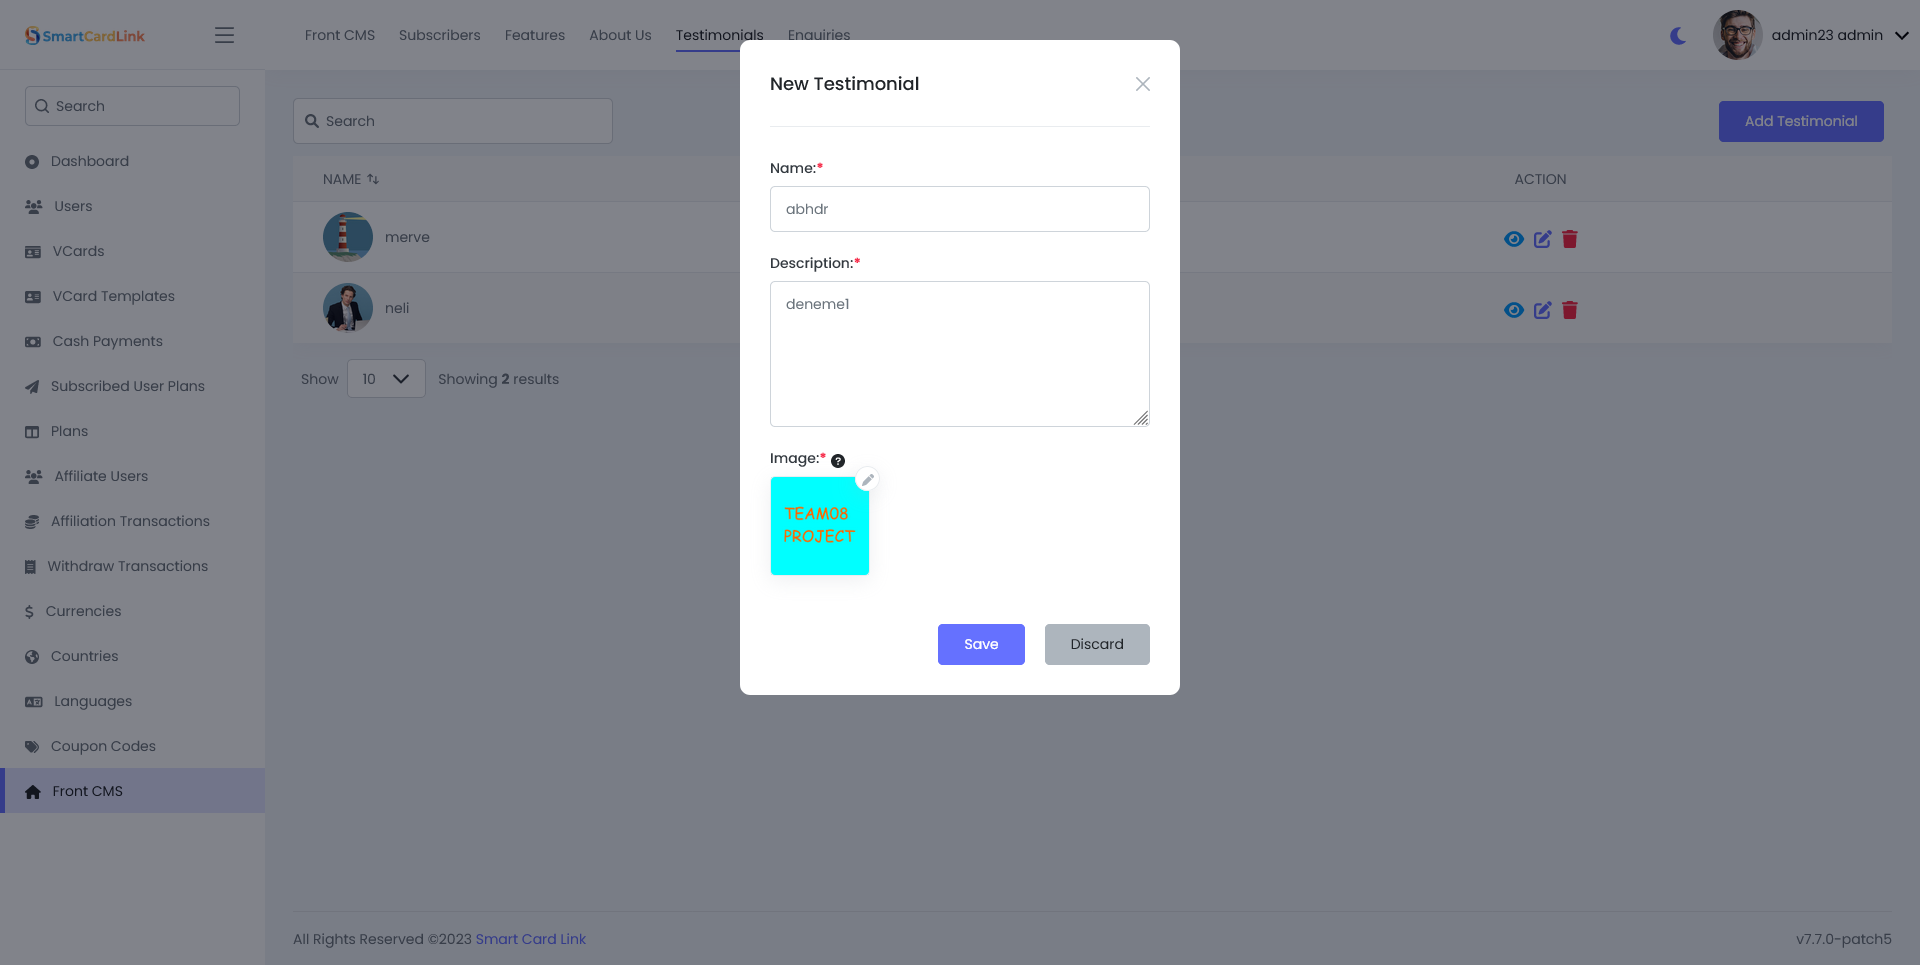 SmartCardLink
Front CMS
Subscribers
Features
About Us
Testimonials
Enquiries
admin23 admin
Search
Dashboard
Users
VCards
VCard Templates
Cash Payments
Subscribed User Plans
Plans
Affiliate Users
Affiliation Transactions
Withdraw Transactions
Currencies
Countries
Languages
Coupon Codes
Front CMS
Search
Add Testimonial
NAME
ACTION
merve
neli
Show
10
Showing 2 results
New Testimonial
Name:*
abhdr
Description:*
deneme1
Image:*
TEAM08
PROJECT
Save
Discard
All Rights Reserved ©2023 Smart Card Link
v7.7.0-patch5